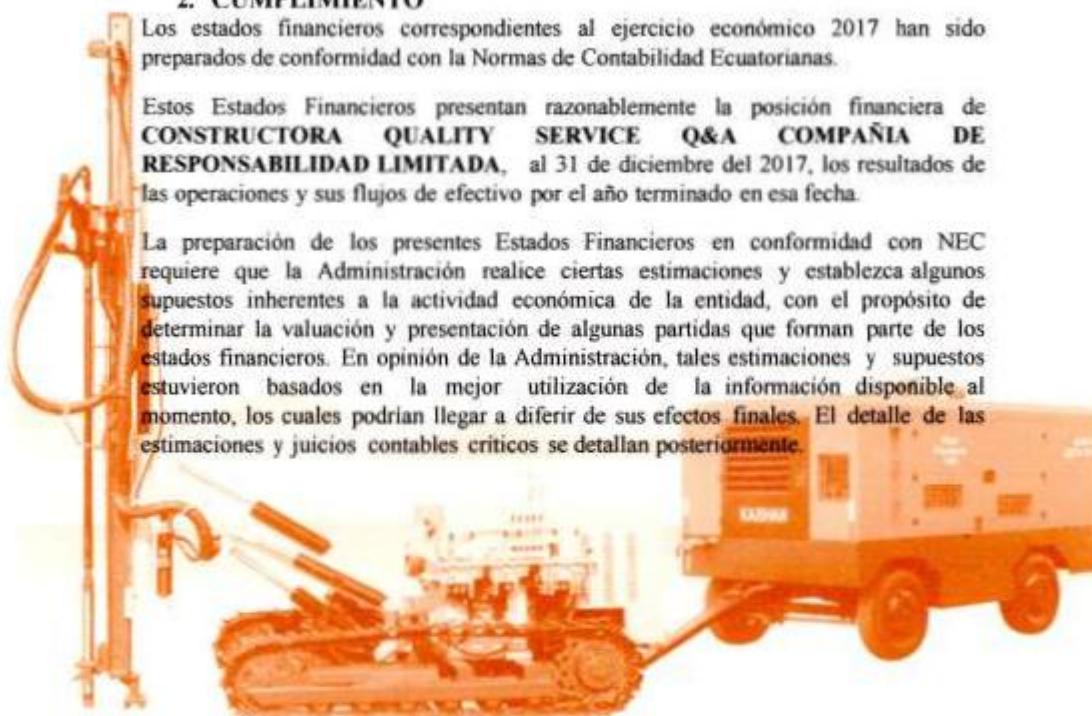 2. CUMPLIMIENTO
Los estados financieros correspondientes al ejercicio económico 2017 han sido
preparados de conformidad con la Normas de Contabilidad Ecuatorianas.
Estos Estados Financieros presentan razonablemente la posición financiera de
CONSTRUCTORA QUALITY SERVICE Q&A COMPAÑIA DE
RESPONSABILIDAD LIMITADA, al 31 de diciembre del 2017, los resultados de
las operaciones y sus flujos de efectivo por el año terminado en esa fecha.
La preparación de los presentes Estados Financieros en conformidad con NEC
requiere que la Administración realice ciertas estimaciones y establezca algunos
supuestos inherentes a la actividad económica de la entidad, con el propósito de
determinar la valuación y presentación de algunas partidas que forman parte de los
estados financieros. En opinión de la Administración, tales estimaciones y supuestos
estuvieron basados en la mejor utilización de la información disponible al
momento, los cuales podrían llegar a diferir de sus efectos finales. El detalle de las
estimaciones y juicios contables críticos se detallan posteriormente.